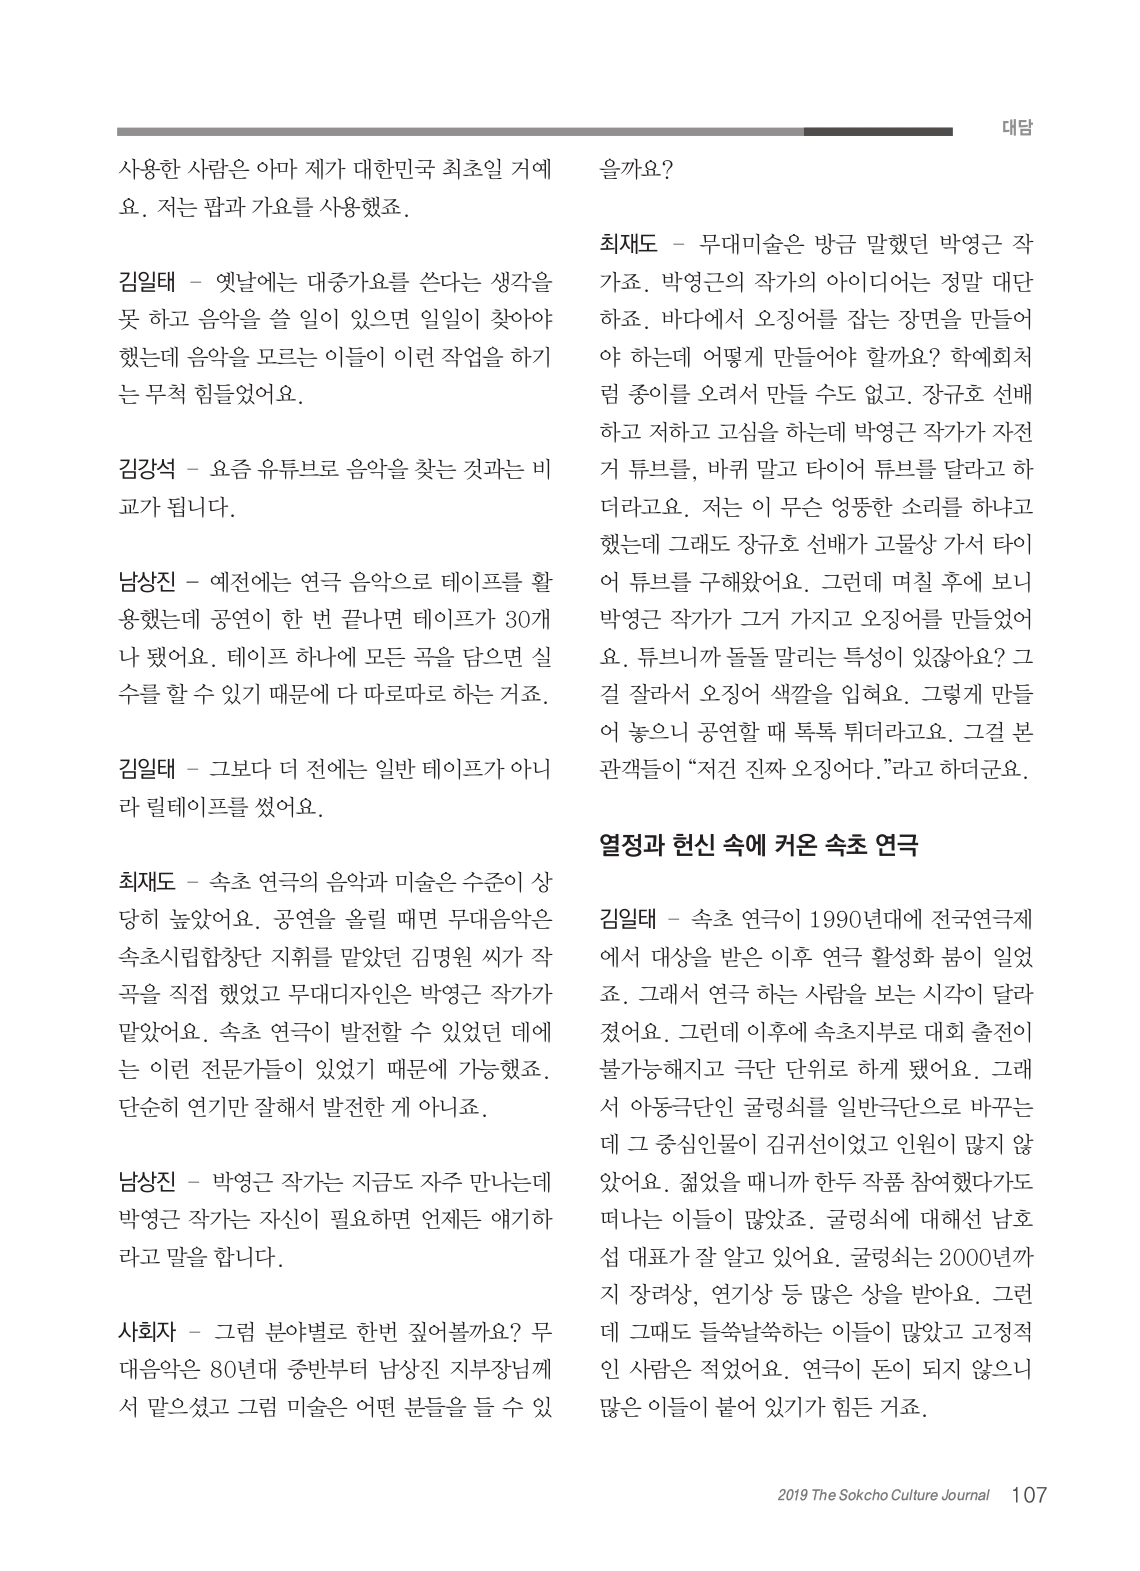 대담
사용한 사람은 아마 제가 대한민국 최초일 거예
요. 저는 팝과 가요를 사용했죠.
김일태 – 옛날에는 대중가요를 쓴다는 생각을
못 하고 음악을 쓸 일이 있으면 일일이 찾아야
했는데 음악을 모르는 이들이 이런 작업을 하기
는 무척 힘들었어요.
김강석 – 요즘 유튜브로 음악을 찾는 것과는 비
교가 됩니다.
남상진 – 예전에는 연극 음악으로 테이프를 활
용했는데 공연이 한 번 끝나면 테이프가 30개
나 됐어요. 테이프 하나에 모든 곡을 담으면 실
수를 할 수 있기 때문에 다 따로따로 하는 거죠.
김일태 – 그보다 더 전에는 일반 테이프가 아니
라 릴테이프를 썼어요.
최재도 – 속초 연극의 음악과 미술은 수준이 상
당히 높았어요. 공연을 올릴 때면 무대음악은
속초시립합창단 지휘를 맡았던 김명원 씨가 작
곡을 직접 했었고 무대디자인은 박영근 작가가
맡았어요. 속초 연극이 발전할 수 있었던 데에
는 이런 전문가들이 있었기 때문에 가능했죠.
단순히 연기만 잘해서 발전한 게 아니죠.
남상진 – 박영근 작가는 지금도 자주 만나는데
박영근 작가는 자신이 필요하면 언제든 얘기하
라고 말을 합니다.
사회자 – 그럼 분야별로 한번 짚어볼까요? 무
대음악은 80년대 중반부터 남상진 지부장님께
서 맡으셨고 그럼 미술은 어떤 분들을 들 수 있
을까요?
최재도 – 무대미술은 방금 말했던 박영근 작
가죠. 박영근의 작가의 아이디어는 정말 대단
하죠. 바다에서 오징어를 잡는 장면을 만들어
야 하는데 어떻게 만들어야 할까요? 학예회처
럼 종이를 오려서 만들 수도 없고. 장규호 선배
하고 저하고 고심을 하는데 박영근 작가가 자전
거 튜브를, 바퀴 말고 타이어 튜브를 달라고 하
더라고요. 저는 이 무슨 엉뚱한 소리를 하냐고
했는데 그래도 장규호 선배가 고물상 가서 타이
어 튜브를 구해왔어요. 그런데 며칠 후에 보니
박영근 작가가 그거 가지고 오징어를 만들었어
요. 튜브니까 돌돌 말리는 특성이 있잖아요? 그
걸 잘라서 오징어 색깔을 입혀요. 그렇게 만들
어 놓으니 공연할 때 톡톡 튀더라고요. 그걸 본
관객들이 “저건 진짜 오징어다.”라고 하더군요.
열정과 헌신 속에 커온 속초 연극
김일태 – 속초 연극이 1990년대에 전국연극제
에서 대상을 받은 이후 연극 활성화 붐이 일었
죠. 그래서 연극 하는 사람을 보는 시각이 달라
졌어요. 그런데 이후에 속초지부로 대회 출전이
불가능해지고 극단 단위로 하게 됐어요. 그래
서 아동극단인 굴렁쇠를 일반극단으로 바꾸는
데 그 중심인물이 김귀선이었고 인원이 많지 않
았어요. 젊었을 때니까 한두 작품 참여했다가도
떠나는 이들이 많았죠. 굴렁쇠에 대해선 남호
섭 대표가 잘 알고 있어요. 굴렁쇠는 2000년까
지 장려상, 연기상 등 많은 상을 받아요. 그런
데 그때도 들쑥날쑥하는 이들이 많았고 고정적
인 사람은 적었어요. 연극이 돈이 되지 않으니
많은 이들이 붙어 있기가 힘든 거죠.
2019 The Sokcho Culture Journal 107